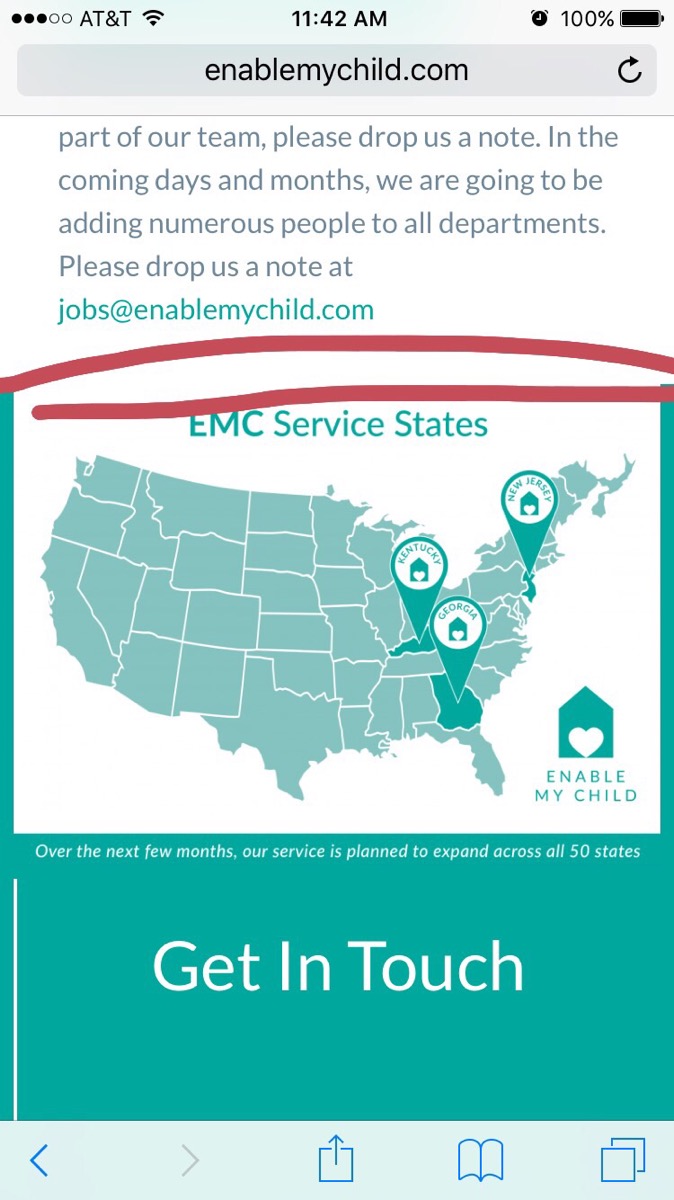 AT&T 11:42 AM 100%
enablemychild.com
part of our team, please drop us a note. In the
coming days and months, we are going to be
adding numerous people to all departments.
Please drop us a note at
jobs@enablemychild.com
EMC Service States
NEW JERSEY
KENTUCKY
GEORGIA
ENABLE
MY CHILD
Over the next few months, our service is planned to expand across all 50 states
Get In Touch